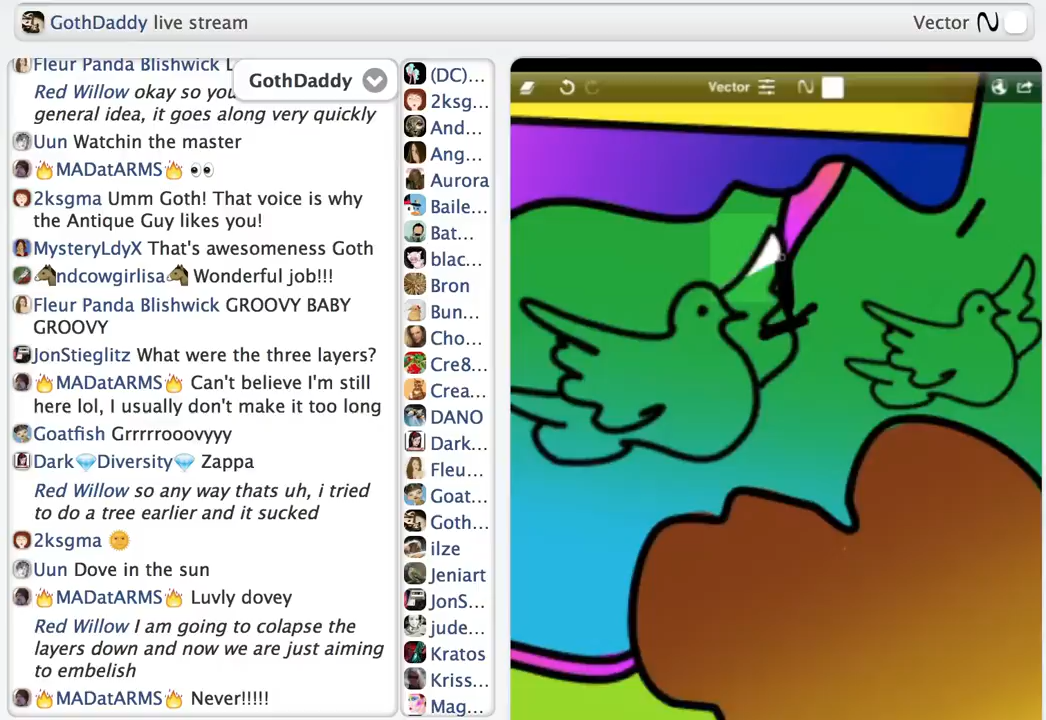 GothDaddy live stream
Vector
Fleur Panda Blishwick
GothDaddy
Red Willow okay so you
general idea, it goes along very quickly
Uun Watchin the master
🔥MADatARMS🔥 👀
2ksgma Umm Goth! That voice is why
the Antique Guy likes you!
MysteryLdyX That's awesomeness Goth
🐴ndcowgirlisa🐴 Wonderful job!!!
Fleur Panda Blishwick GROOVY BABY
GROOVY
JonStieglitz What were the three layers?
🔥MADatARMS🔥 Can't believe I'm still
here lol, I usually don't make it too long
Goatfish Grrrrrooovyyy
Dark💎Diversity💎 Zappa
Red Willow so any way thats uh, i tried
to do a tree earlier and it sucked
2ksgma 🌞
Uun Dove in the sun
🔥MADatARMS🔥 Luvly dovey
Red Willow I am going to colapse the
layers down and now we are just aiming
to embelish
🔥MADatARMS🔥 Never!!!!!
(DC)...
2ksg...
And...
Ang...
Aurora
Baile...
Bat...
blac...
Bron
Bun...
Cho...
Cre8...
Crea...
DANO
Dark...
Fleu...
Goat...
Goth...
ilze
Jeniart
JonS...
jude...
Kratos
Kriss...
Mag...
Vector